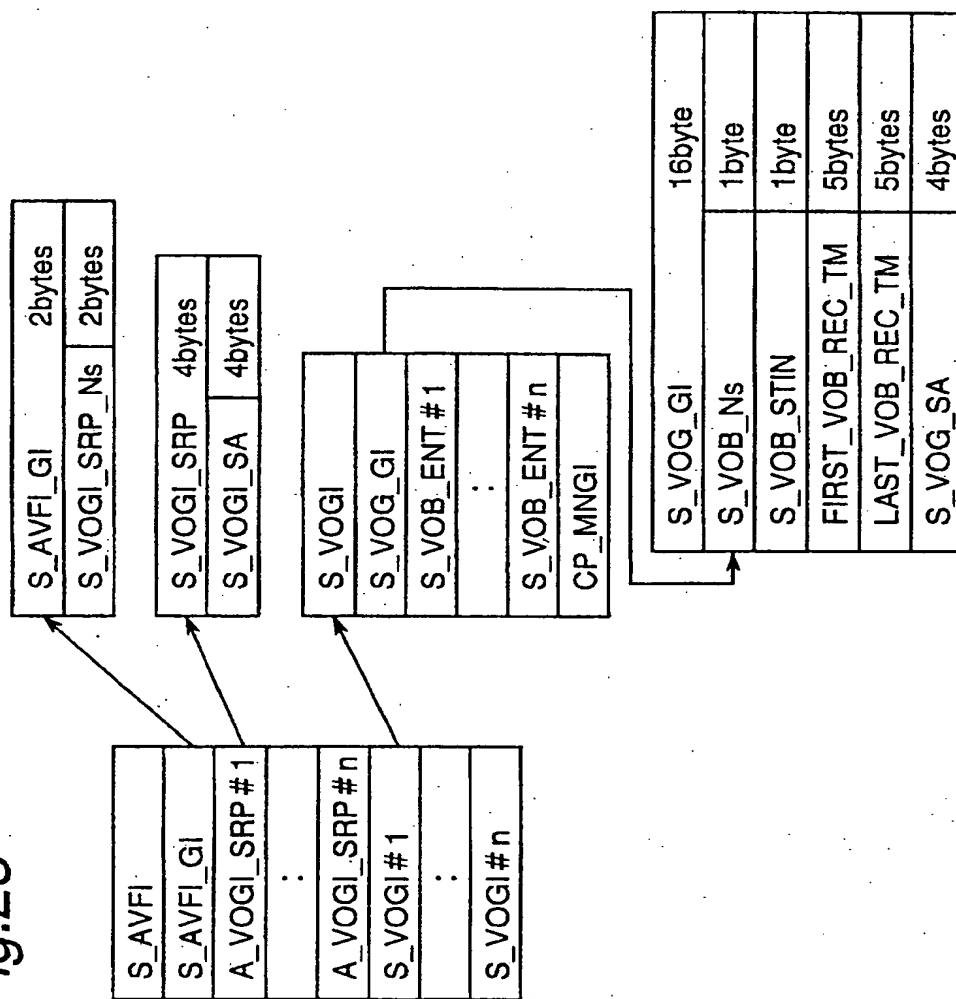 S_AVFI
S_AVFI_GI
A_VOGI_SRP#1
:
A_VOGI_SRP#n
S_VOGI#1
:
S_VOGI#n
S_AVFI_GI 2bytes
S_VOGI_SRP_Ns 2bytes
S_VOGI_SRP 4bytes
S_VOGI_SA 4bytes
S_VOGI
S_VOG_GI
S_VOB_ENT#1
:
S_VOB_ENT#n
CP_MNGI
S_VOG_GI 16byte
S_VOB_Ns 1byte
S_VOB_STIN 1byte
FIRST_VOB_REC_TM 5bytes
LAST_VOB_REC_TM 5bytes
S_VOG_SA 4bytes